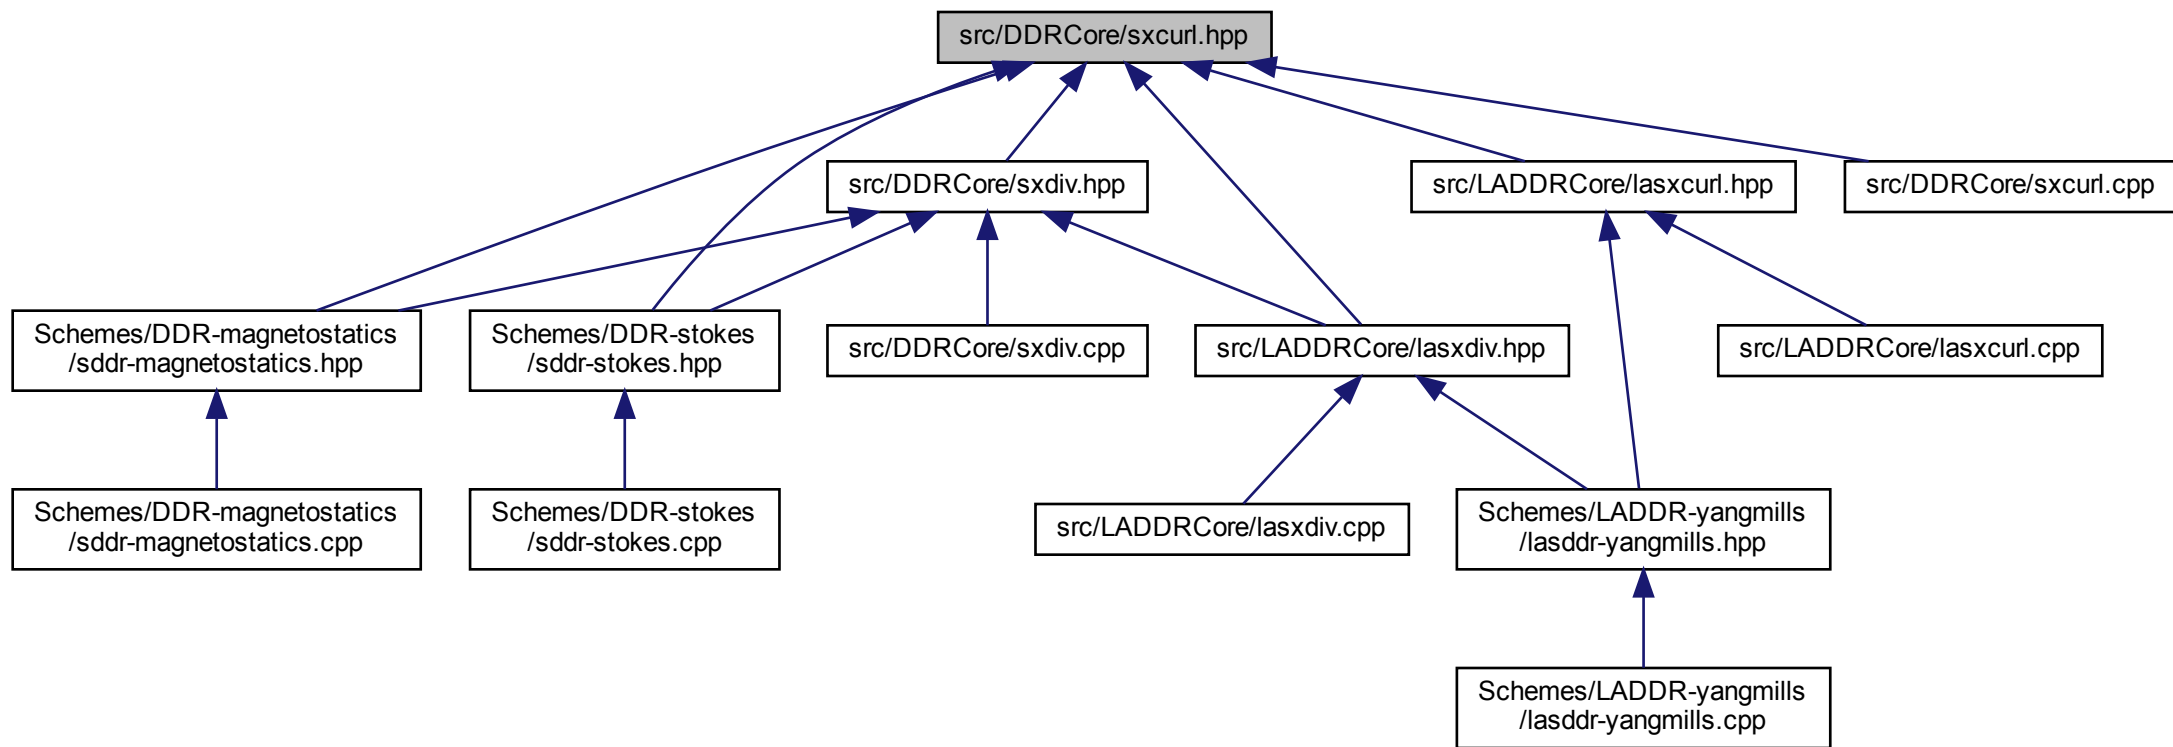 src/DDRCore/sxcurl.hpp
src/DDRCore/sxdiv.hpp
src/LADDRCore/lasxcurl.hpp
src/DDRCore/sxcurl.cpp
Schemes/DDR-magnetostatics
/sddr-magnetostatics.hpp
Schemes/DDR-stokes
/sddr-stokes.hpp
src/DDRCore/sxdiv.cpp
src/LADDRCore/lasxdiv.hpp
src/LADDRCore/lasxcurl.cpp
Schemes/DDR-magnetostatics
/sddr-magnetostatics.cpp
Schemes/DDR-stokes
/sddr-stokes.cpp
src/LADDRCore/lasxdiv.cpp
Schemes/LADDR-yangmills
/lasddr-yangmills.hpp
Schemes/LADDR-yangmills
/lasddr-yangmills.cpp